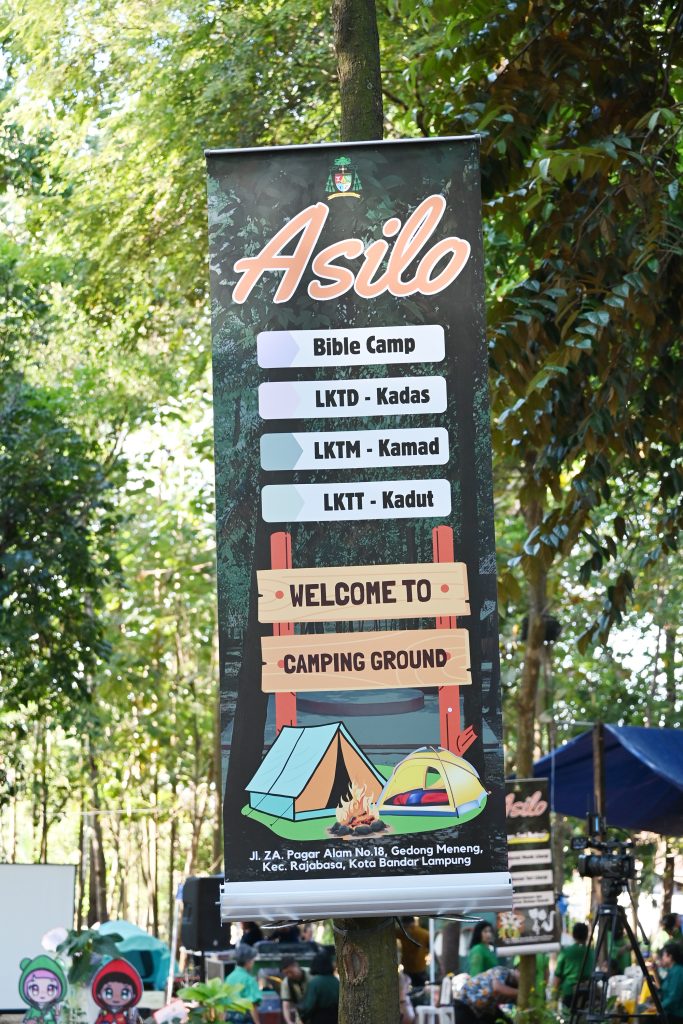 Asilo
Bible Camp
LKTD - Kadas
LKTM - Kamad
LKTT - Kadut
WELCOME TO
CAMPING GROUND
Jl. ZA. Pagar Alam No.18, Gedong Meneng,
Kec. Rajabasa, Kota Bandar Lampung
Asilo